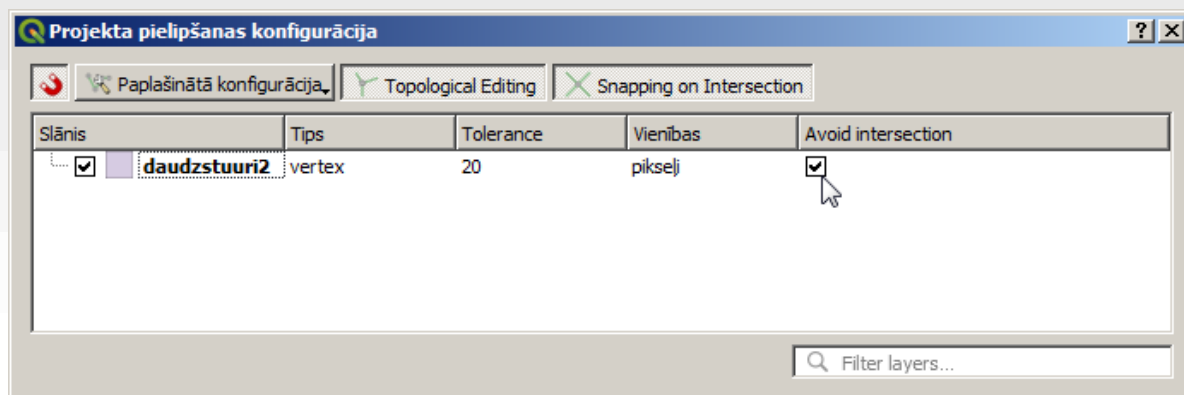 Projekta pielipšanas konfigurācija
Paplašinātā konfigurācija Topological Editing Snapping on Intersection
Slānis Tips Tolerance Vienības Avoid intersection
daudzstuuri2 vertex 20 pikseļi
Filter layers...